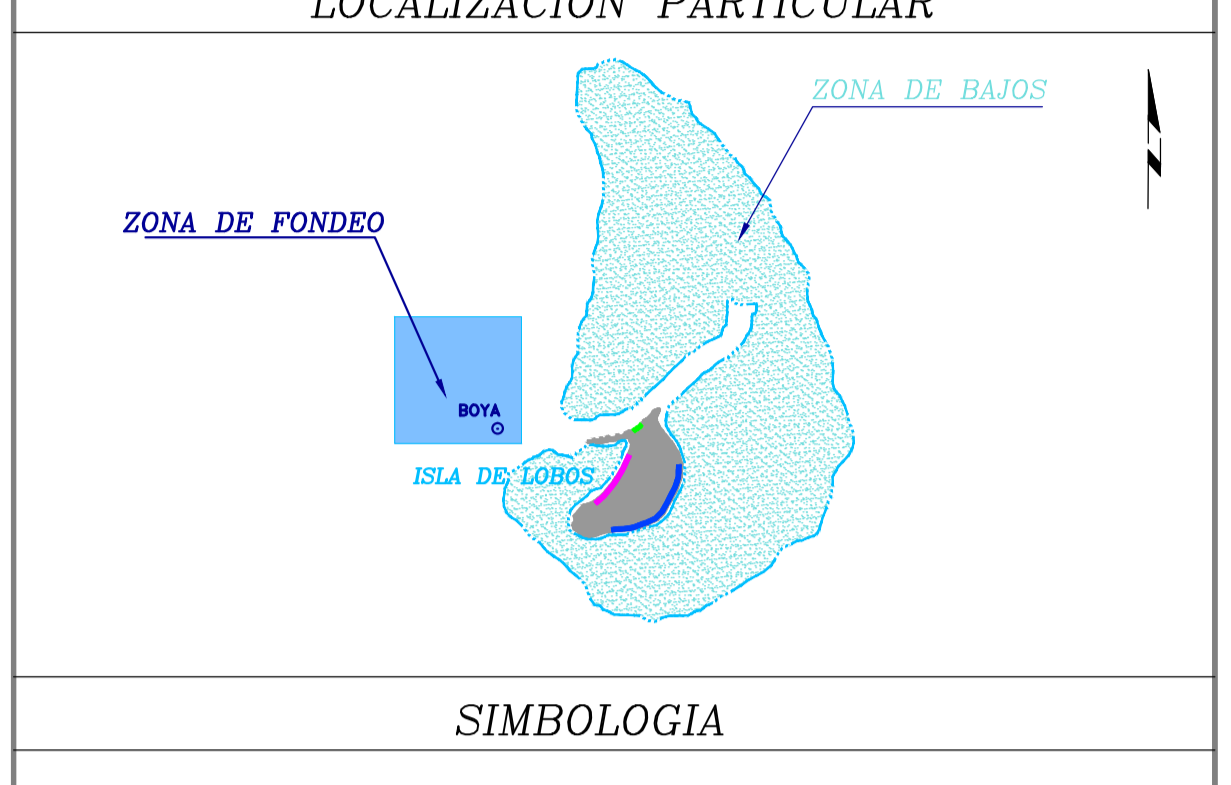 LOCALIZACION PARTICULAR
ZONA DE BAJOS
N
ZONA DE FONDEO
BOYA
ISLA DE LOBOS
SIMBOLOGIA